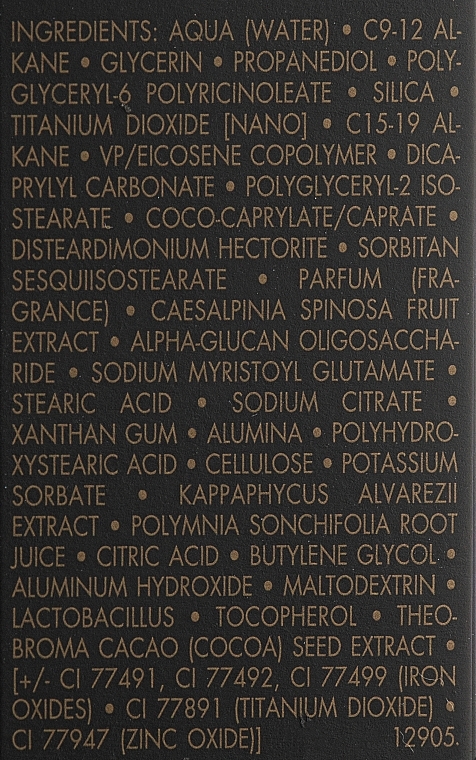 INGREDIENTS: AQUA (WATER) • C9-12 AL-
KANE • GLYCERIN • PROPANEDIOL • POLY-
GLYCERYL-6 POLYRICINOLEATE • SILICA •
TITANIUM DIOXIDE [NANO] • C15-19 AL-
KANE • VP/EICOSENE COPOLYMER • DICA-
PRYLYL CARBONATE • POLYGLYCERYL-2 ISO-
STEARATE • COCO-CAPRYLATE/CAPRATE •
DISTEARDIMONIUM HECTORITE • SORBITAN
SESQUIISOSTEARATE • PARFUM (FRA-
GRANCE) • CAESALPINIA SPINOSA FRUIT
EXTRACT • ALPHA-GLUCAN OLIGOSACCHA-
RIDE • SODIUM MYRISTOYL GLUTAMATE •
STEARIC ACID • SODIUM CITRATE •
XANTHAN GUM • ALUMINA • POLYHYDRO-
XYSTEARIC ACID • CELLULOSE • POTASSIUM
SORBATE • KAPPAPHYCUS ALVAREZII
EXTRACT • POLYMNIA SONCHIFOLIA ROOT
JUICE • CITRIC ACID • BUTYLENE GLYCOL •
ALUMINUM HYDROXIDE • MALTODEXTRIN •
LACTOBACILLUS • TOCOPHEROL • THEO-
BROMA CACAO (COCOA) SEED EXTRACT •
[+/- CI 77491, CI 77492, CI 77499 (IRON
OXIDES) • CI 77891 (TITANIUM DIOXIDE) •
CI 77947 (ZINC OXIDE)] 12905.